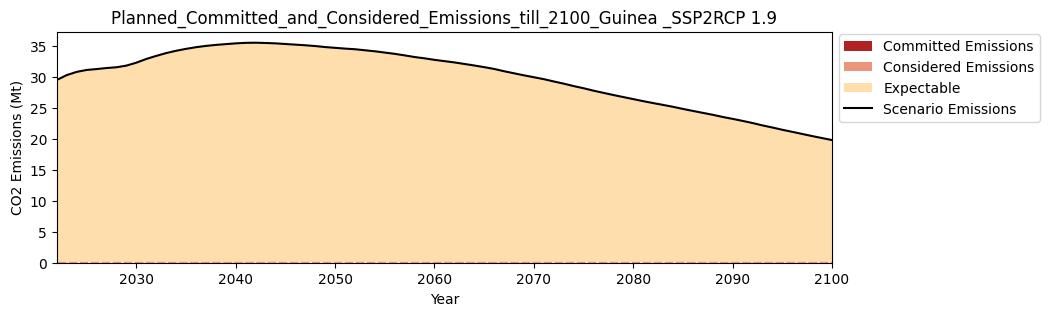 Planned_Committed_and_Considered_Emissions_till_2100_Guinea _SSP2RCP 1.9
Committed Emissions
Considered Emissions
Expectable
Scenario Emissions
CO2 Emissions (Mt)
35
30
25
20
15
10
5
0
2030 2040 2050 2060 2070 2080 2090 2100
Year